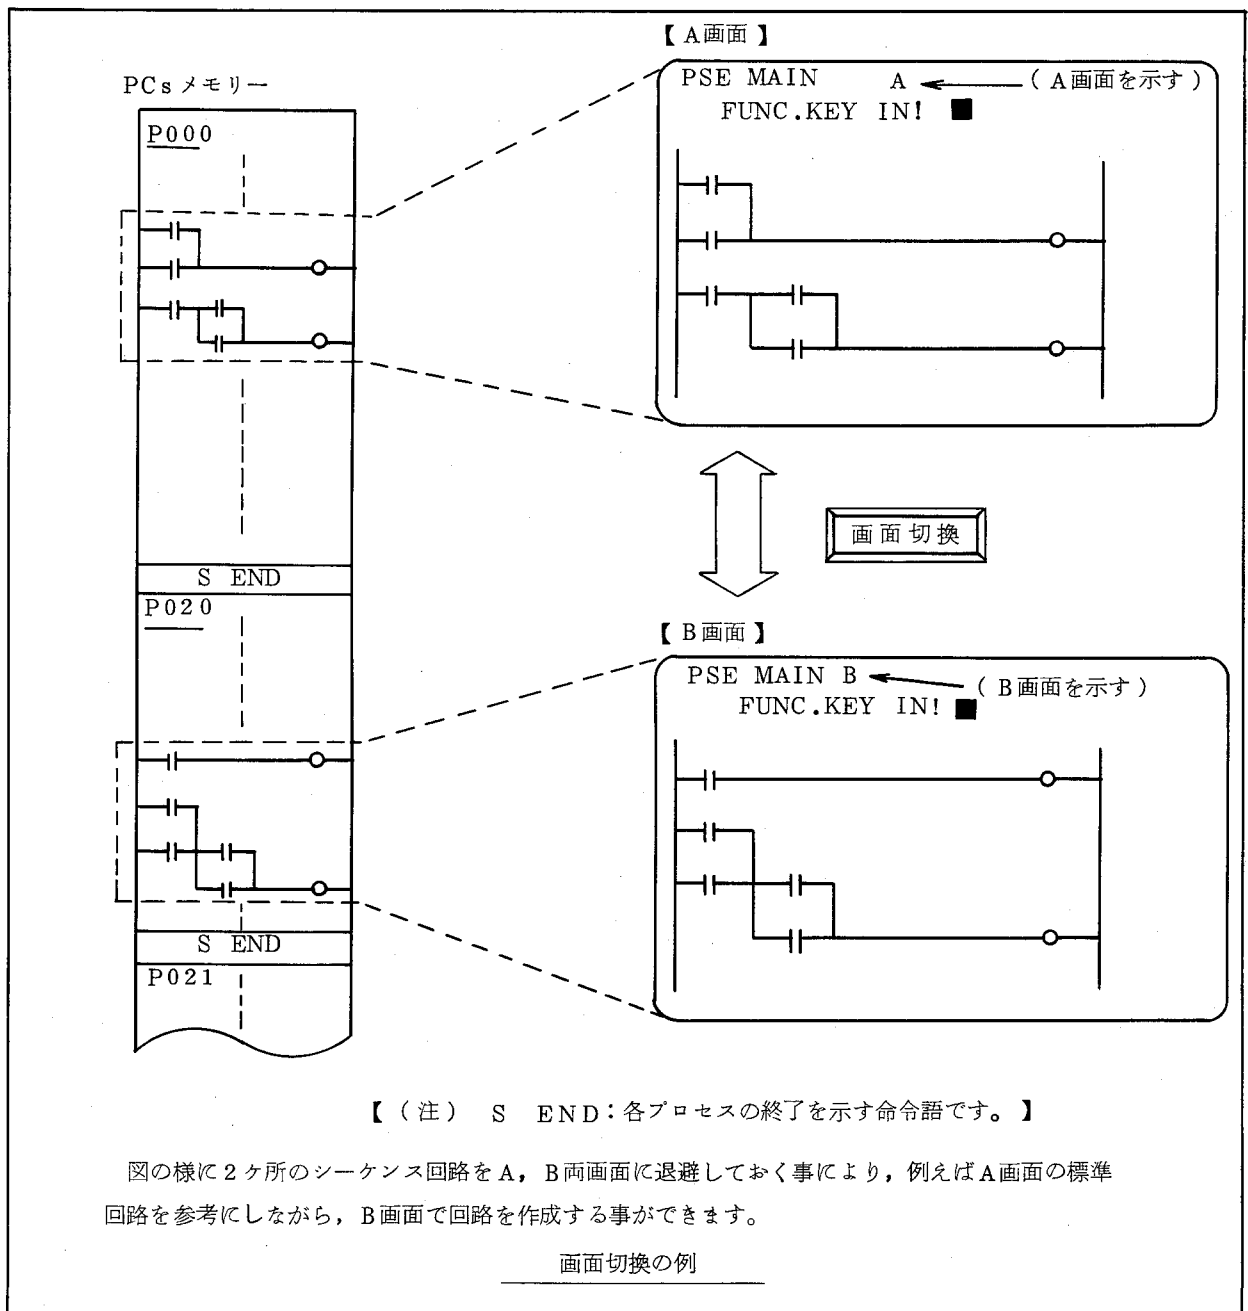 【A画面】
PCsメモリー
PSE MAIN A (A画面を示す)
FUNC.KEY IN!
P000
画面切換
S END
P020
【B画面】
PSE MAIN B (B画面を示す)
FUNC.KEY IN!
S END
P021
【(注) S END:各プロセスの終了を示す命令語です。】
図の様に2ヶ所のシーケンス回路をA,B両画面に退避しておく事により,例えばA画面の標準
回路を参考にしながら,B画面で回路を作成する事ができます。
画面切換の例